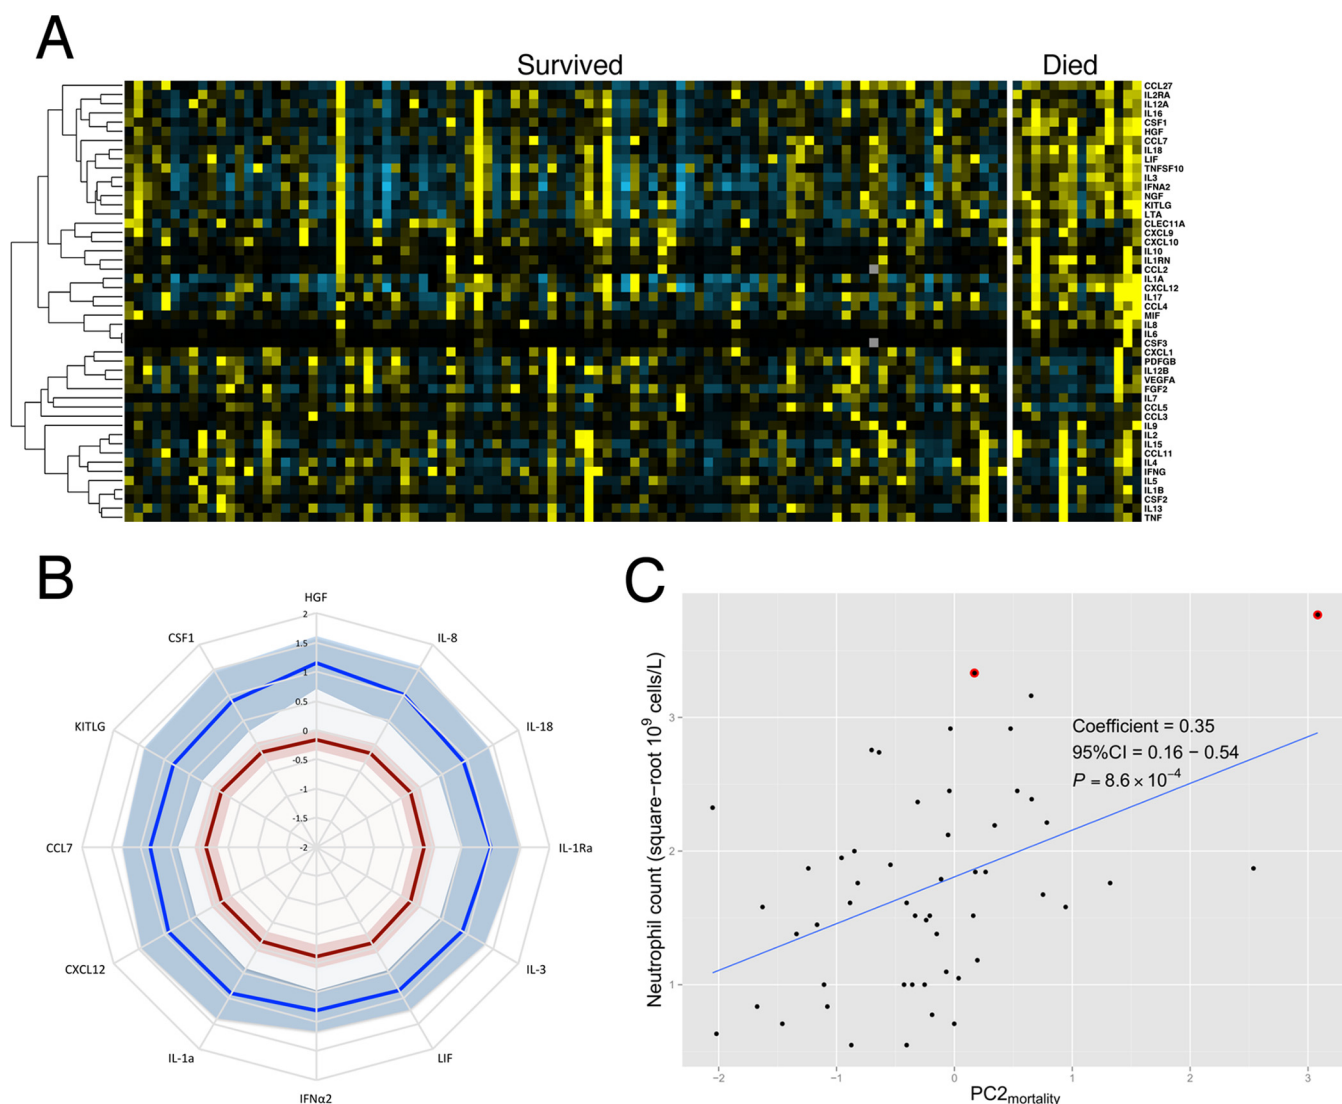 A
Survived
Died
CCL27
IL2RA
IL12A
IL16
CSF1
HGF
CCL7
IL18
LIF
TNFSF10
IL3
IFNA2
NGF
KITLG
LTA
CLEC11A
CXCL9
CXCL10
IL10
IL1RN
CCL2
IL1A
CXCL12
IL17
CCL4
MIF
IL8
IL6
CSF3
CXCL1
PDFGB
IL12B
VEGFA
FGF2
IL7
CCL5
CCL3
IL9
IL2
IL15
CCL11
IL4
IFNG
IL5
IL1B
CSF2
IL13
TNF
B
HGF
IL-8
IL-18
IL-1Ra
IL-3
LIF
IFNα2
IL-1a
CXCL12
CCL7
KITLG
CSF1
2
1.5
1
0.5
0
-0.5
-1
-1.5
-2
C
Neutrophil count (square-root 10⁹ cells/L)
3
2
1
Coefficient = 0.35
95%CI = 0.16 − 0.54
P = 8.6 × 10⁻⁴
−2 −1 0 1 2 3
PC2mortality